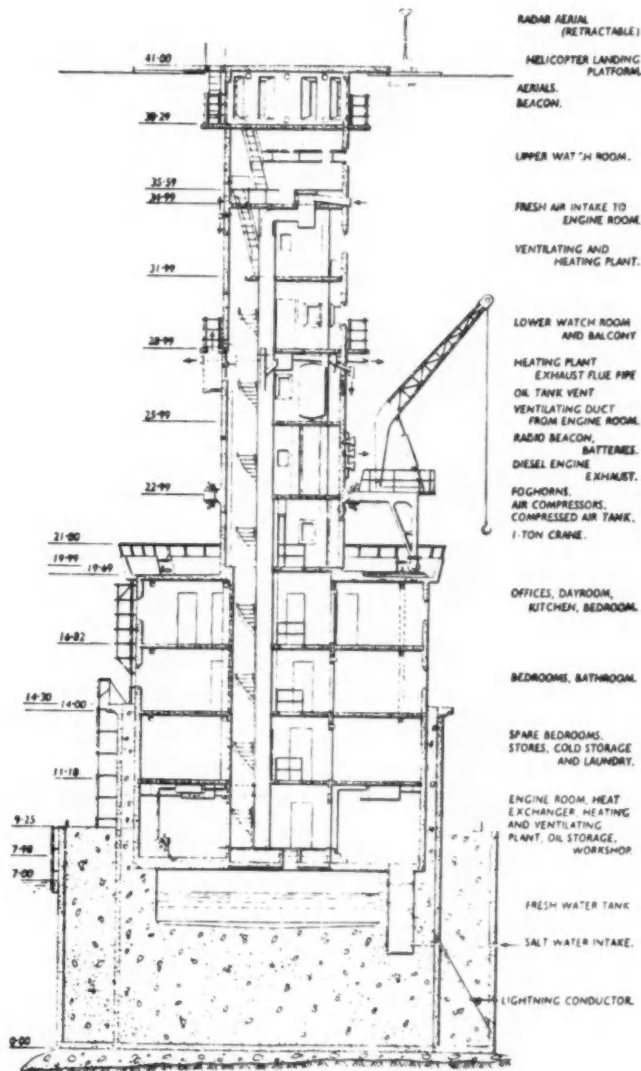 RADAR AERIAL
(RETRACTABLE)
41·00
HELICOPTER LANDING
PLATFORM.
AERIALS.
BEACON.
38·29
UPPER WATCH ROOM.
35·59
34·99
FRESH AIR INTAKE TO
ENGINE ROOM.
VENTILATING AND
HEATING PLANT.
31·99
LOWER WATCH ROOM
AND BALCONY
28·99
HEATING PLANT
EXHAUST FLUE PIPE
OIL TANK VENT
VENTILATING DUCT
FROM ENGINE ROOM.
25·99
RADIO BEACON,
BATTERIES.
DIESEL ENGINE
EXHAUST.
22·99
FOGHORNS.
AIR COMPRESSORS,
COMPRESSED AIR TANK.
1-TON CRANE.
21·00
19·99
19·69
OFFICES, DAYROOM,
KITCHEN, BEDROOM.
16·82
BEDROOMS, BATHROOM.
14·30
14·00
SPARE BEDROOMS.
STORES, COLD STORAGE
AND LAUNDRY.
11·18
ENGINE ROOM, HEAT
EXCHANGER, HEATING
AND VENTILATING
PLANT, OIL STORAGE,
WORKSHOP.
9·25
7·98
7·00
FRESH WATER TANK
SALT WATER INTAKE.
LIGHTNING CONDUCTOR.
0·00